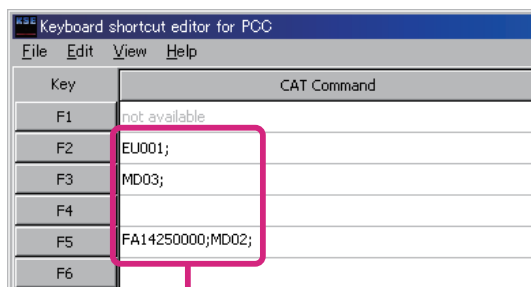 KSE Keyboard shortcut editor for PCC
File Edit View Help
Key CAT Command
F1 not available
F2 EU001;
F3 MD03;
F4
F5 FA14250000;MD02;
F6